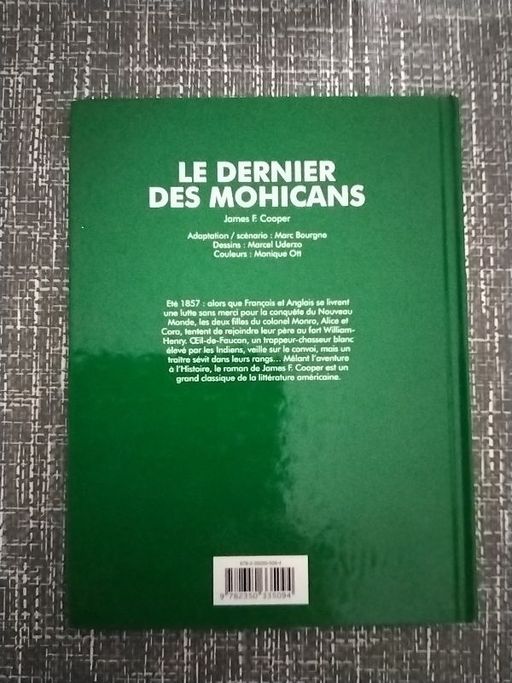 LE DERNIER
DES MOHICANS
James F. Cooper
Adaptation / scénario : Marc Bourgne
Dessins : Marcel Uderzo
Couleurs : Monique Ott
Eté 1857 : alors que Français et Anglais se livrent
une lutte sans merci pour la conquête du Nouveau
Monde, les deux filles du colonel Monro, Alice et
Cora, tentent de rejoindre leur père au fort William-
Henry. Œil-de-Faucon, un trappeur-chasseur blanc
élevé par les Indiens, veille sur le convoi, mais un
traître sévit dans leurs rangs... Mêlant l'aventure
à l'Histoire, le roman de James F. Cooper est un
grand classique de la littérature américaine.
9 782350 335094